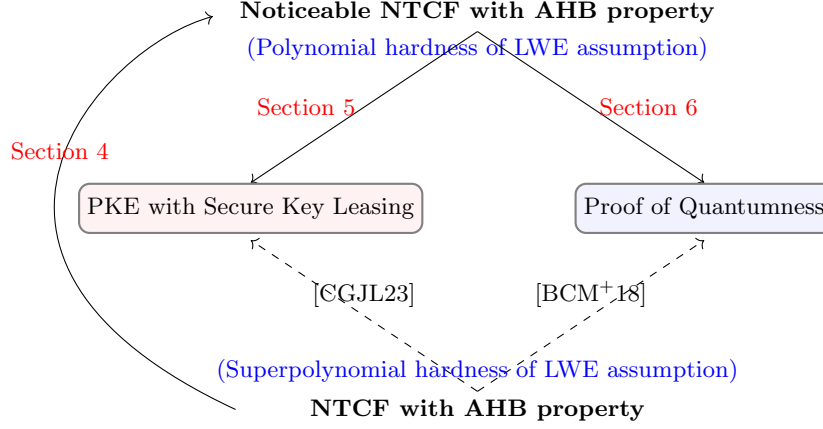 Noticeable NTCF with AHB property
(Polynomial hardness of LWE assumption)
Section 5
Section 6
Section 4
PKE with Secure Key Leasing
Proof of Quantumness
[CGJL23]
[BCM+18]
(Superpolynomial hardness of LWE assumption)
NTCF with AHB property